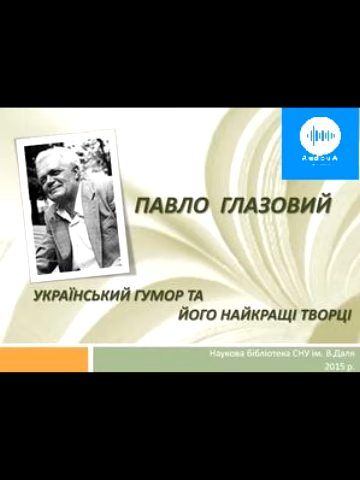 ПАВЛО ГЛАЗОВИЙ
УКРАЇНСЬКИЙ ГУМОР ТА
ЙОГО НАЙКРАЩІ ТВОРЦІ
Наукова бібліотека СНУ ім. В.Даля
2015 р.